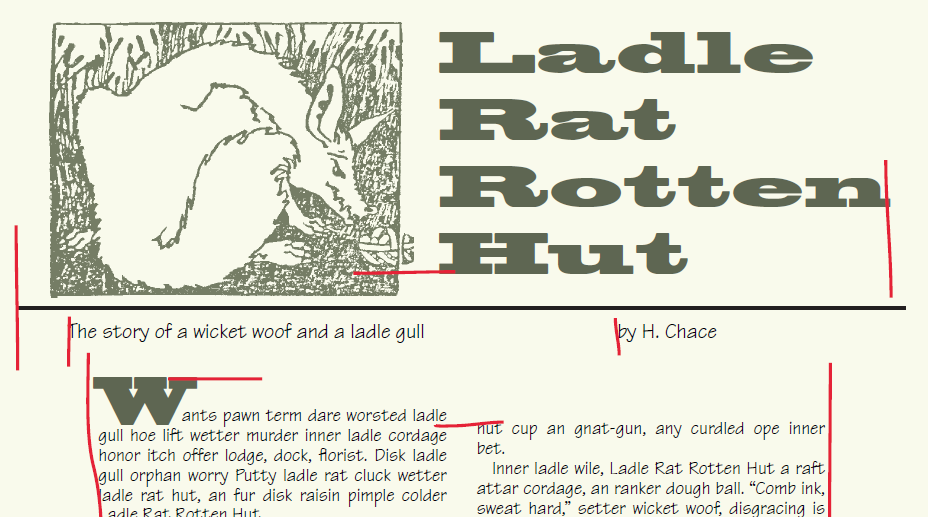 Ladle
Rat
Rotten
Hut
The story of a wicket woof and a ladle gull
by H. Chace
Wants pawn term dare worsted ladle
gull hoe lift wetter murder inner ladle cordage
honor itch offer lodge, dock, florist. Disk ladle
gull orphan worry Putty ladle rat cluck wetter
ladle rat hut, an fur disk raisin pimple colder
Ladle Rat Rotten Hut.
hut cup an gnat-gun, any curdled ope inner
bet.
Inner ladle wile, Ladle Rat Rotten Hut a raft
attar cordage, an ranker dough ball. “Comb ink,
sweat hard,” setter wicket woof, disgracing is